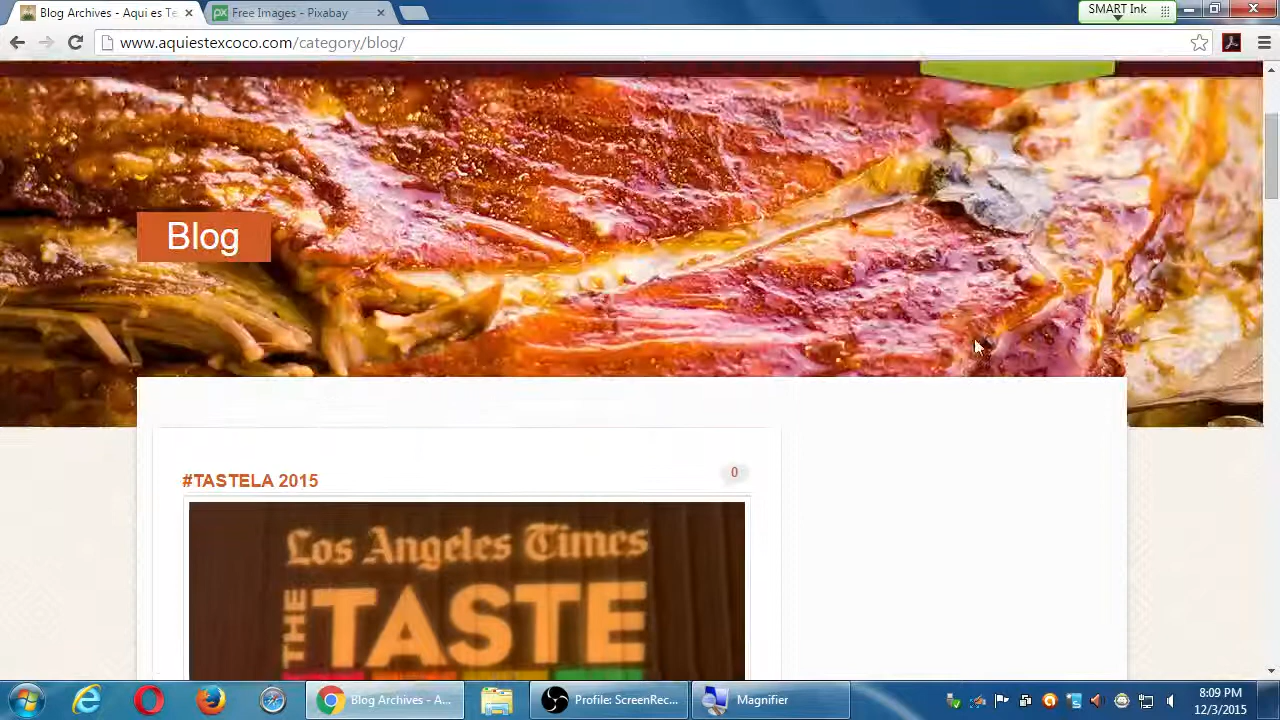 Blog Archives - Aqui es Te
Free Images - Pixabay
SMART Ink
www.aquiestexcoco.com/category/blog/
Blog
#TASTELA 2015
0
Los Angeles Times
THE TASTE
Blog Archives - A...
Profile: ScreenRec...
Magnifier
8:09 PM
12/3/2015